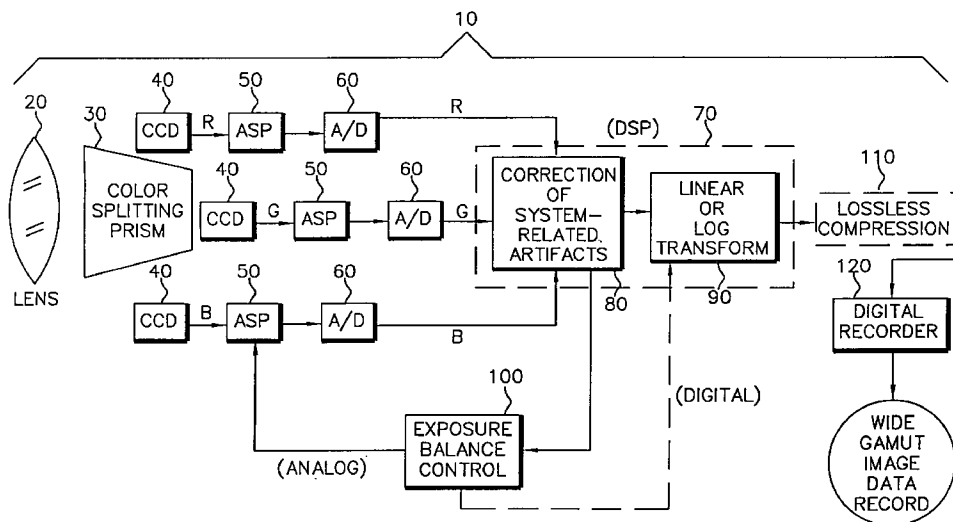 10
20
30
40
50
60
R
CCD
R
ASP
A/D
(DSP)
70
COLOR
SPLITTING
PRISM
40
50
60
CCD
G
ASP
A/D
G
CORRECTION
OF
SYSTEM-
RELATED.
ARTIFACTS
80
LINEAR
OR
LOG
TRANSFORM
90
110
LOSSLESS
COMPRESSION
LENS
40
50
60
CCD
B
ASP
A/D
B
120
DIGITAL
RECORDER
100
EXPOSURE
BALANCE
CONTROL
(ANALOG)
(DIGITAL)
WIDE
GAMUT
IMAGE
DATA
RECORD